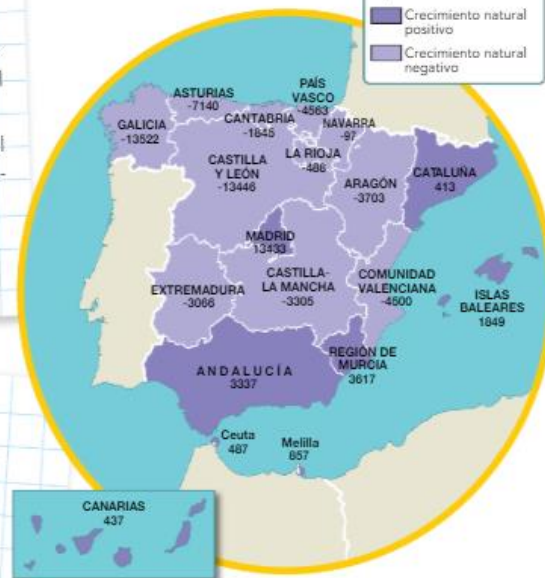 Crecimiento natural
positivo
Crecimiento natural
negativo
ASTURIAS
-7140
PAÍS
VASCO
-4563
CANTABRIA
-1845
NAVARRA
-97
GALICIA
-13522
LA RIOJA
-486
CASTILLA
Y LEÓN
-13446
ARAGÓN
-3703
CATALUÑA
413
MADRID
13433
EXTREMADURA
-3066
CASTILLA-
LA MANCHA
-3305
COMUNIDAD
VALENCIANA
-4500
ISLAS
BALEARES
1849
ANDALUCÍA
3337
REGIÓN DE
MURCIA
3617
Ceuta
487
Melilla
857
CANARIAS
437